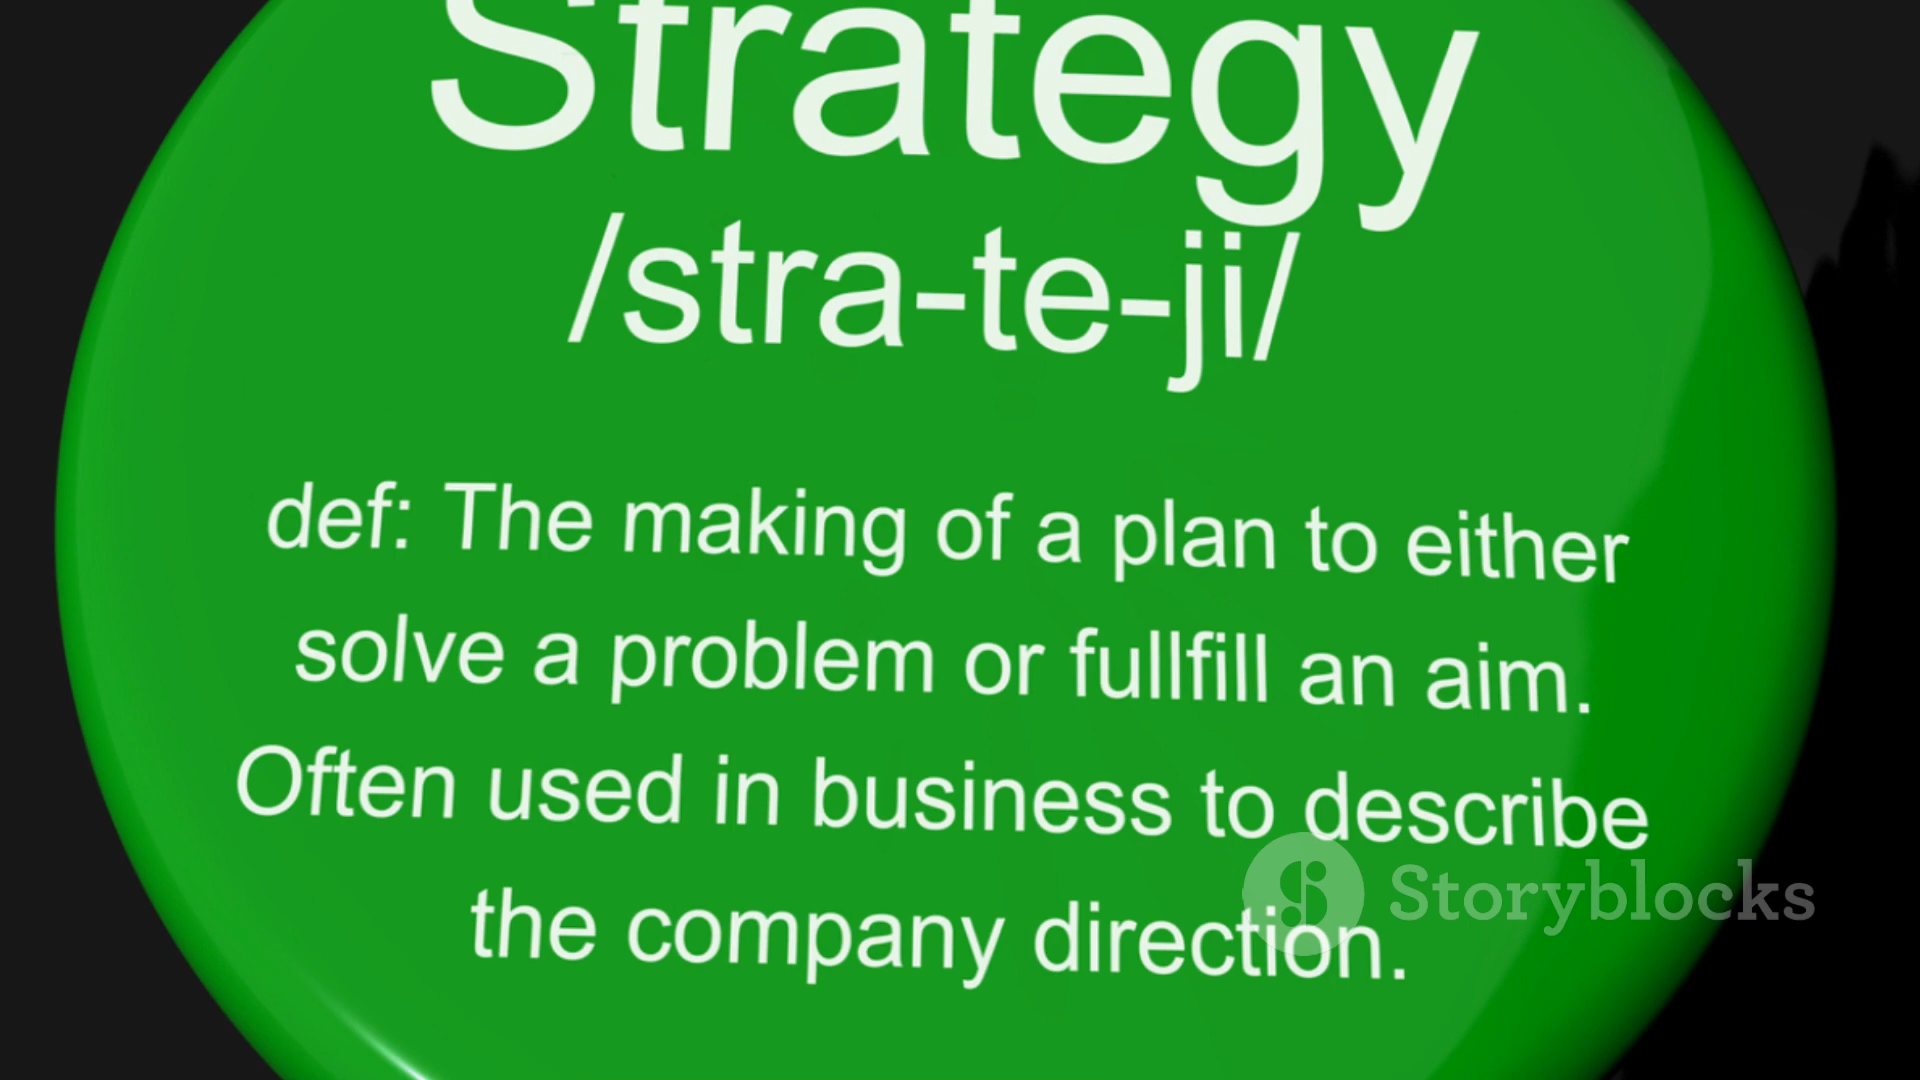 Strategy
/stra-te-ji/
def: The making of a plan to either
solve a problem or fullfill an aim.
Often used in business to describe
the company direction.
Storyblocks